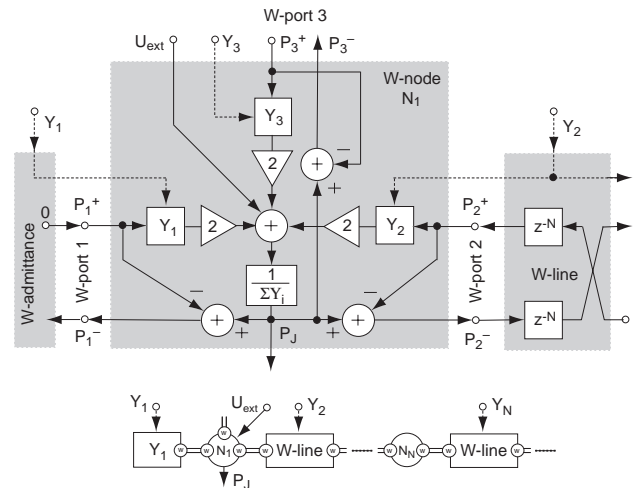 W-port 3
U_ext
Y_3
P_3^+
P_3^-
W-node
N_1
Y_1
Y_2
Y_3
−
2
+
+
0
P_1^+
Y_1
2
+
2
Y_2
P_2^+
z^-N
W-admittance
W-port 1
1
ΣY_i
W-port 2
W-line
−
−
z^-N
P_1^-
+
+
P_J
+
+
P_2^-
Y_1
U_ext
Y_2
Y_N
w
Y_1
w
w
N_1
w
w
W-line
w
w
N_N
w
w
W-line
w
P_J